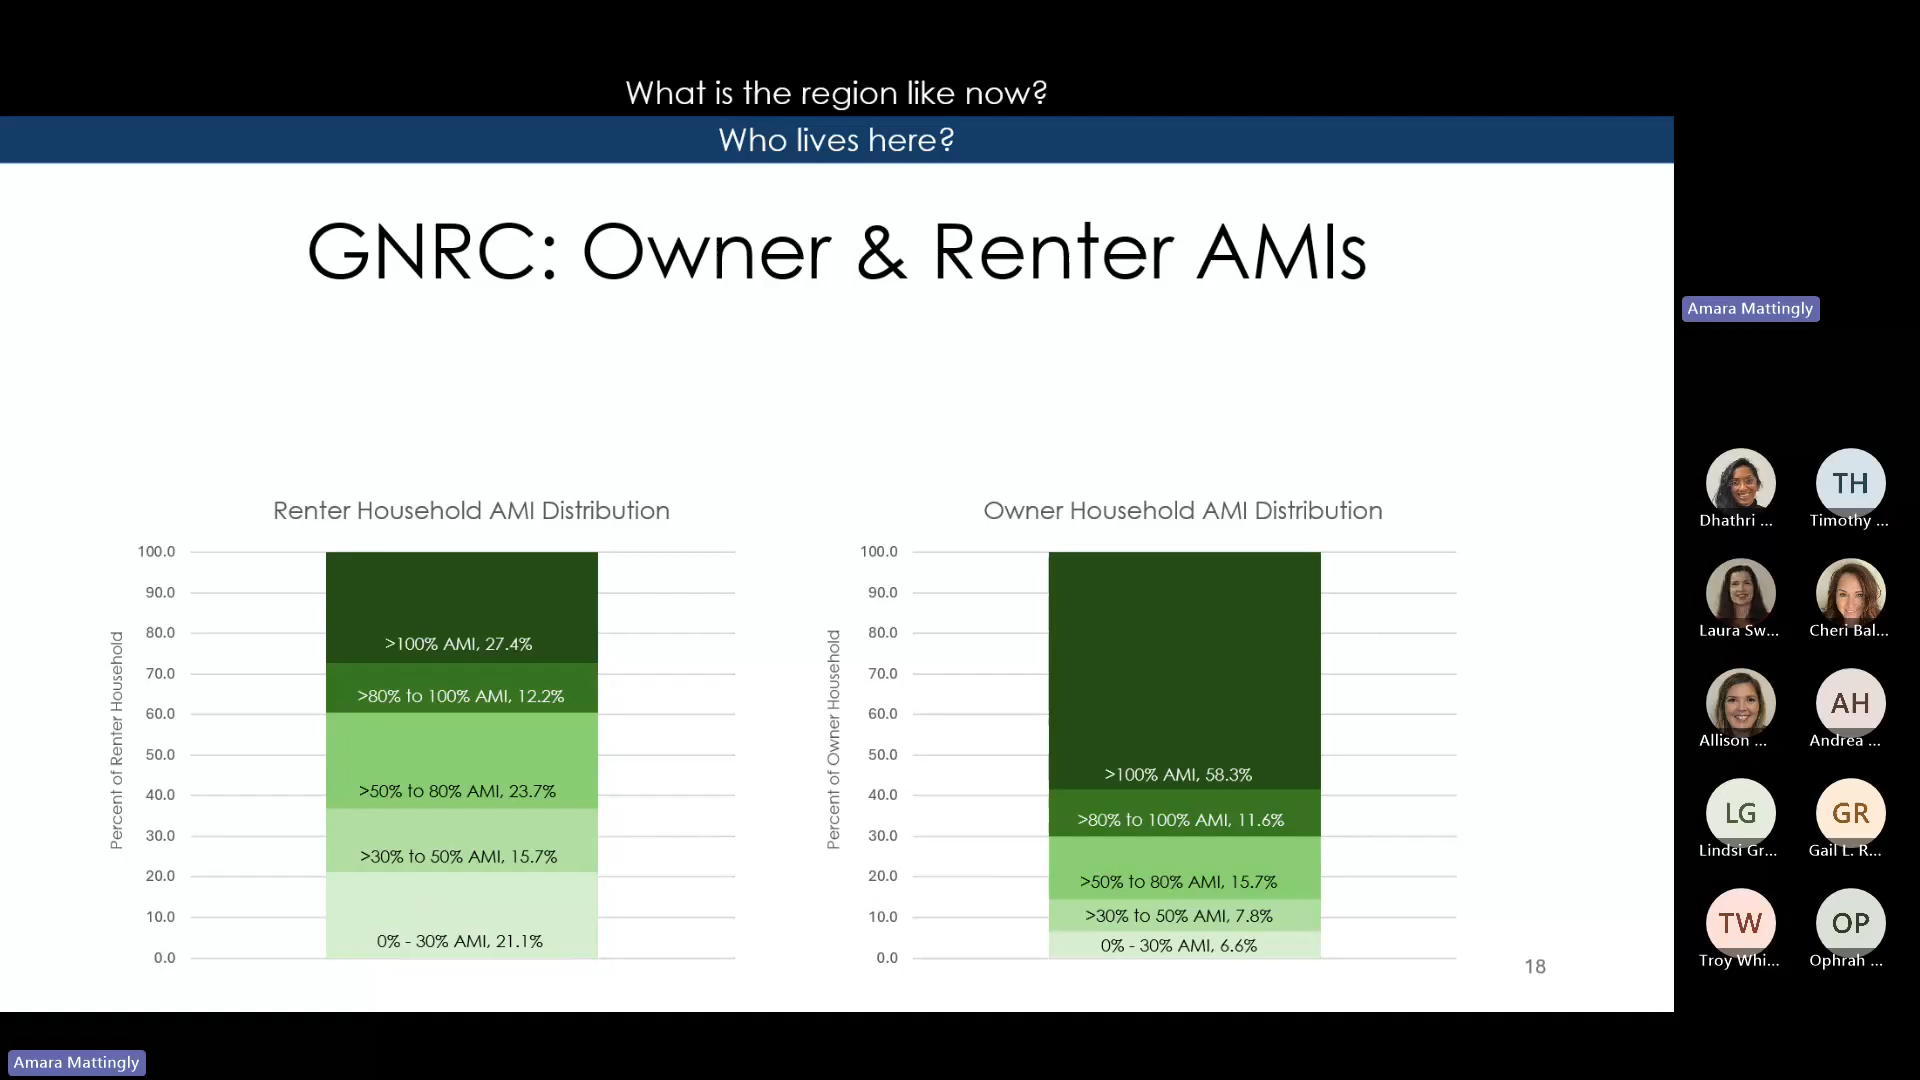 What is the region like now?
Who lives here?
GNRC: Owner & Renter AMIs
Renter Household AMI Distribution
Percent of Renter Household
100.0
90.0
80.0
70.0
60.0
50.0
40.0
30.0
20.0
10.0
0.0
>100% AMI, 27.4%
>80% to 100% AMI, 12.2%
>50% to 80% AMI, 23.7%
>30% to 50% AMI, 15.7%
0% - 30% AMI, 21.1%
Owner Household AMI Distribution
Percent of Owner Household
100.0
90.0
80.0
70.0
60.0
50.0
40.0
30.0
20.0
10.0
0.0
>100% AMI, 58.3%
>80% to 100% AMI, 11.6%
>50% to 80% AMI, 15.7%
>30% to 50% AMI, 7.8%
0% - 30% AMI, 6.6%
18
Amara Mattingly
Dhathri ...
TH
Timothy ...
Laura Sw...
Cheri Bal...
Allison ...
AH
Andrea ...
LG
Lindsi Gr...
GR
Gail L. R...
TW
Troy Whi...
OP
Ophrah ...
Amara Mattingly